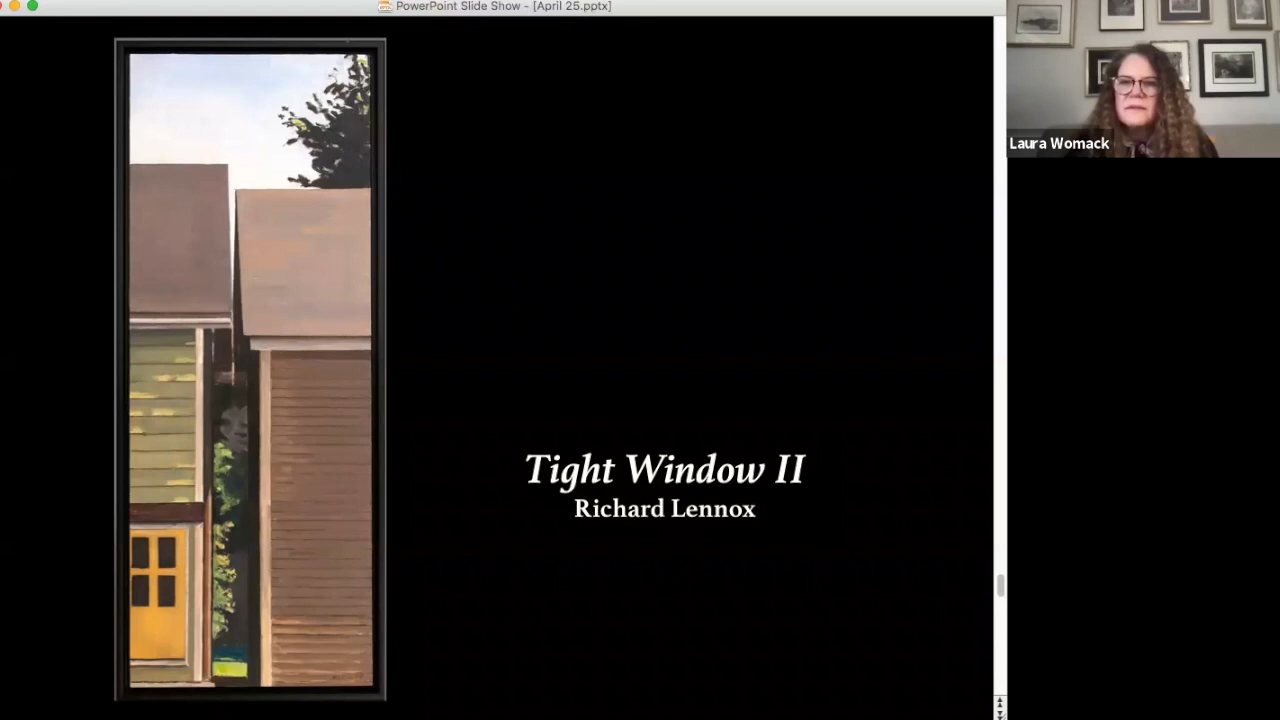 PowerPoint Slide Show - [April 25.pptx]
Laura Womack
Tight Window II
Richard Lennox